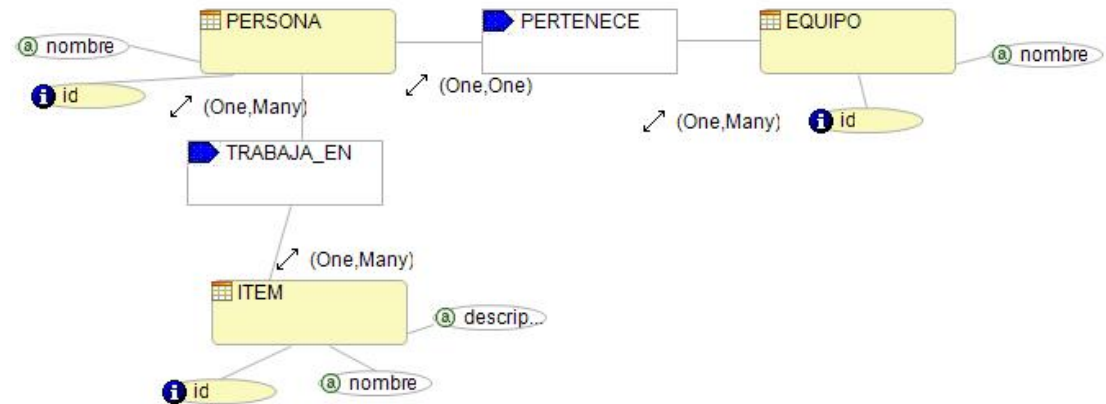 PERSONA
PERTENECE
EQUIPO
nombre
nombre
(One,One)
id
(One,Many)
(One,Many)
id
TRABAJA_EN
(One,Many)
ITEM
descrip...
id
nombre